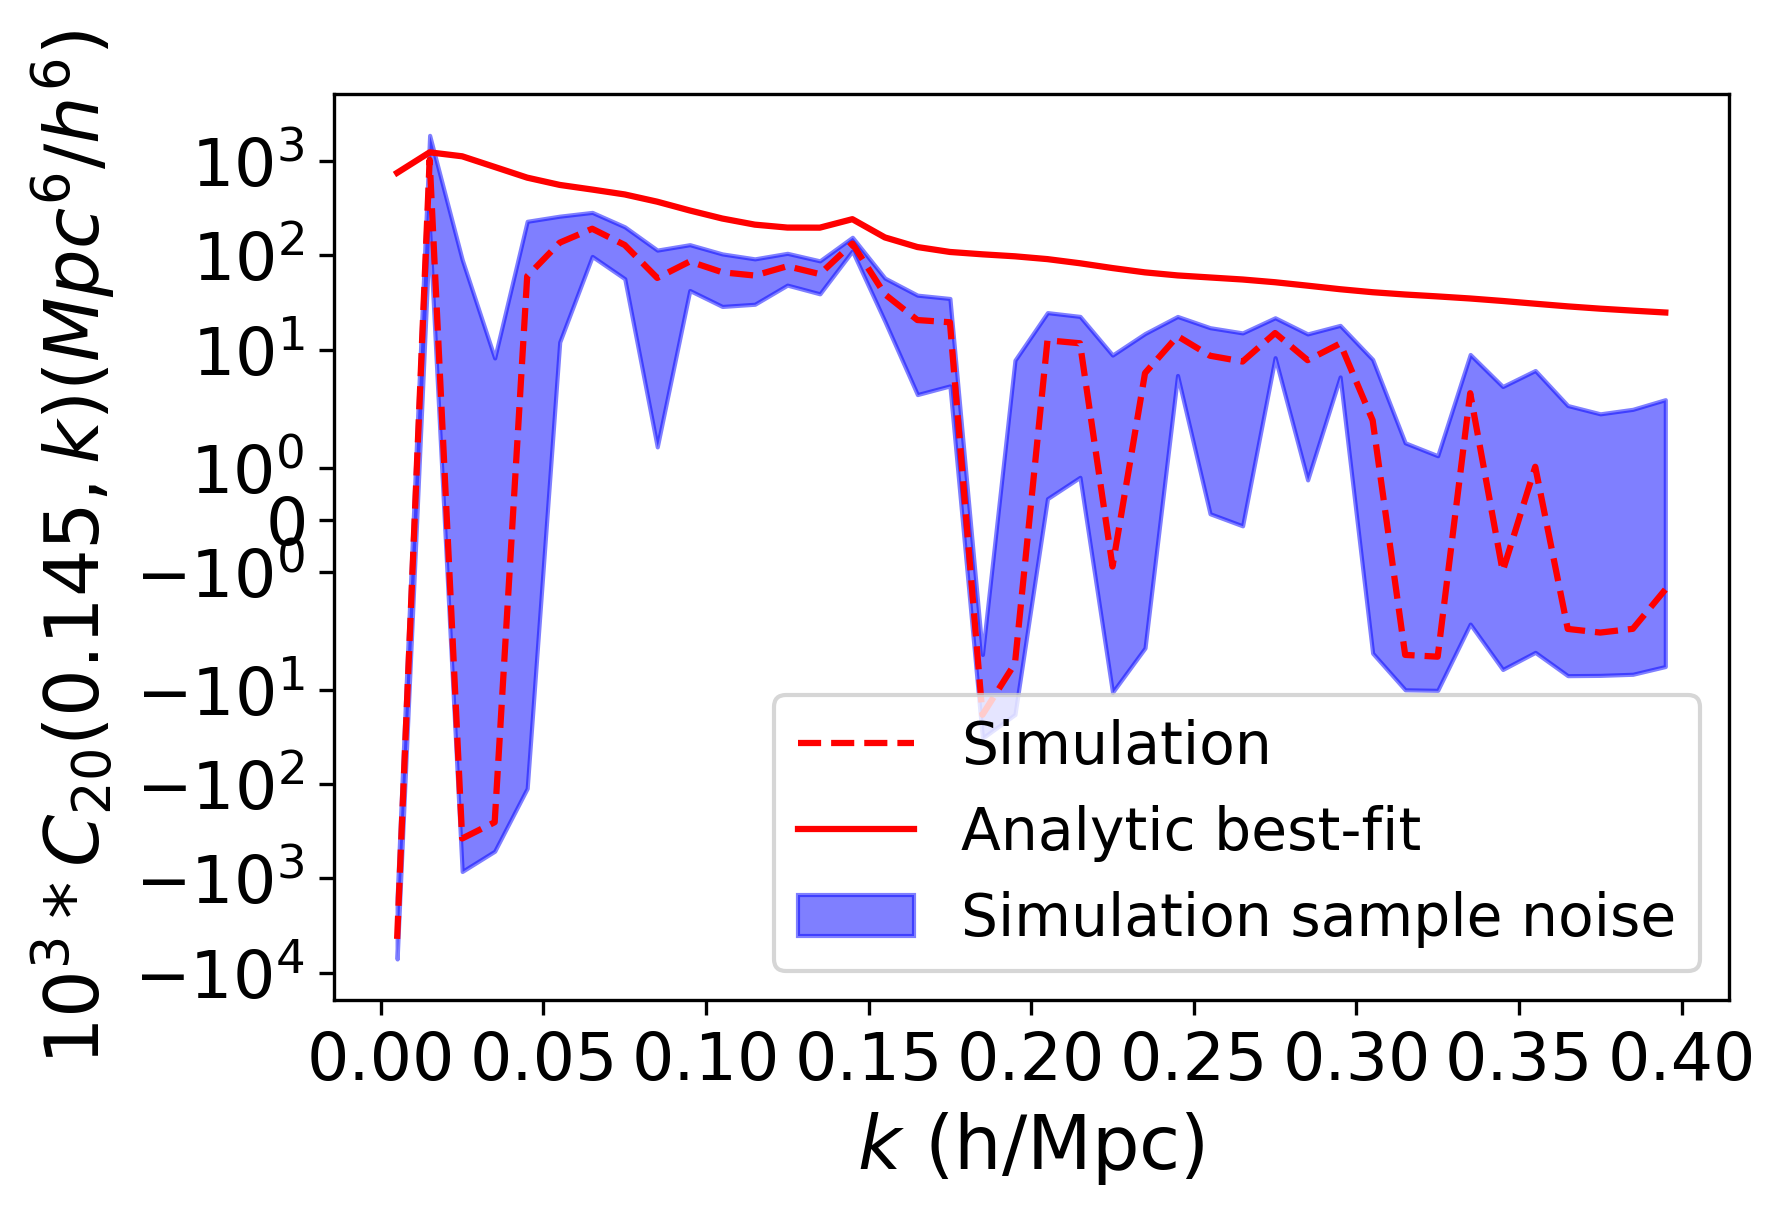 10^3 * C_20(0.145, k)(Mpc^6/h^6)
10^3
10^2
10^1
10^0
0
−10^0
−10^1
−10^2
−10^3
−10^4
Simulation
Analytic best-fit
Simulation sample noise
0.00 0.05 0.10 0.15 0.20 0.25 0.30 0.35 0.40
k (h/Mpc)